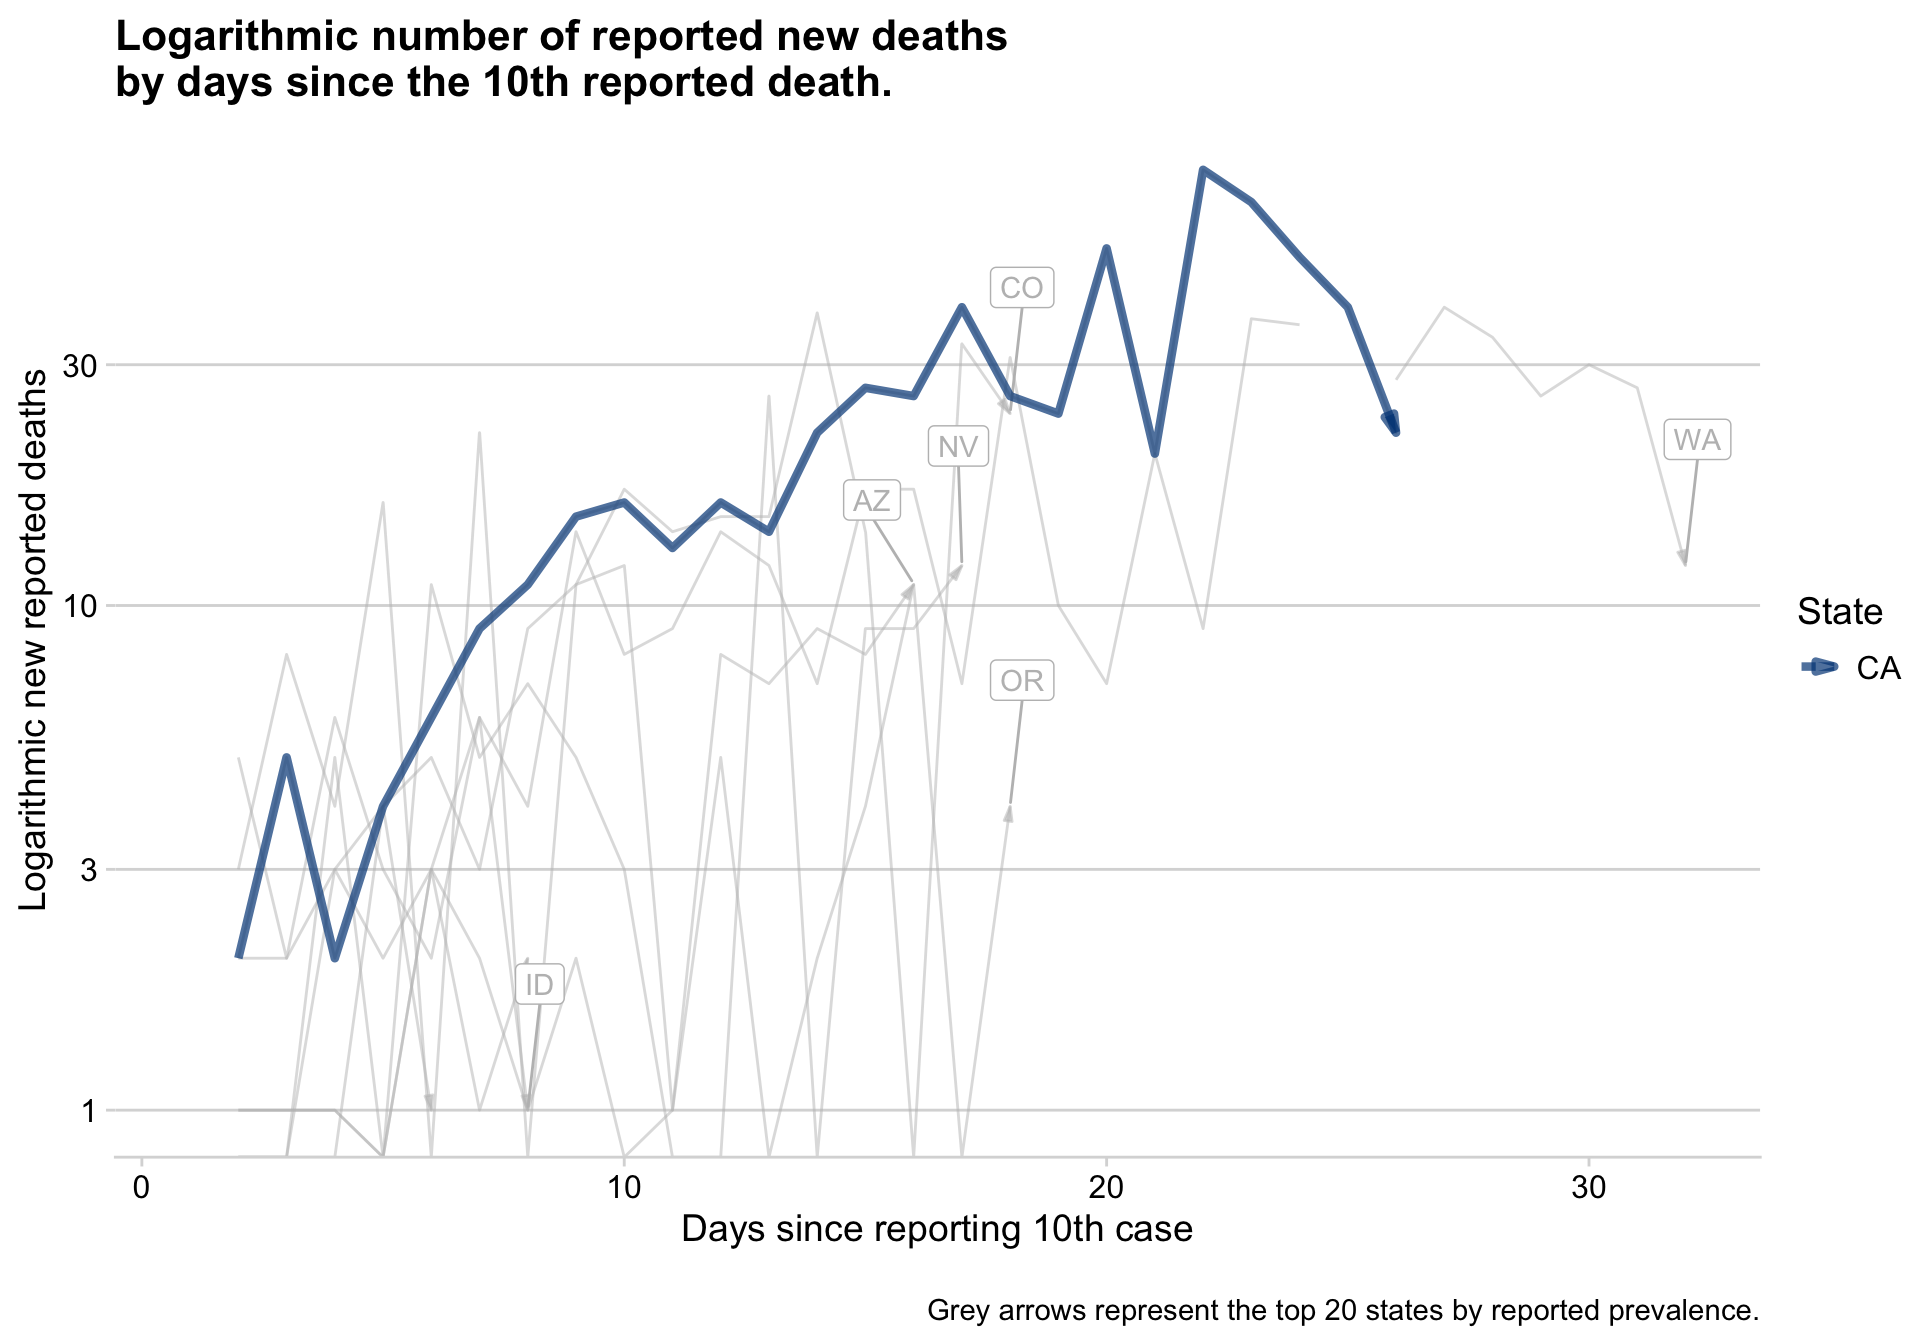 Logarithmic number of reported new deaths
by days since the 10th reported death.
CO
30
NV
WA
AZ
10
State
CA
OR
3
ID
1
0 10 20 30
Logarithmic new reported deaths
Days since reporting 10th case
Grey arrows represent the top 20 states by reported prevalence.